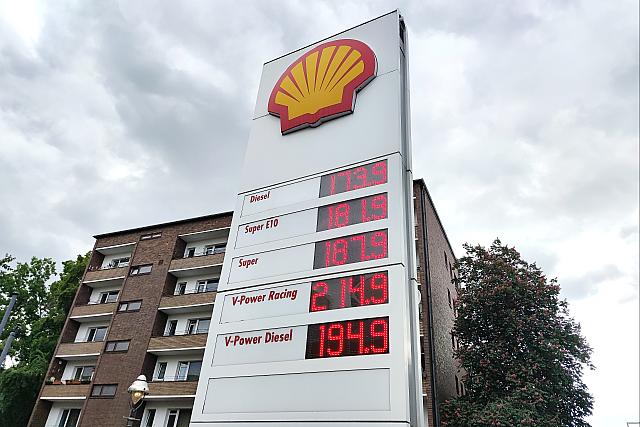 Diesel 173.9
Super E10 181.9
Super 187.9
V-Power Racing 214.9
V-Power Diesel 194.9